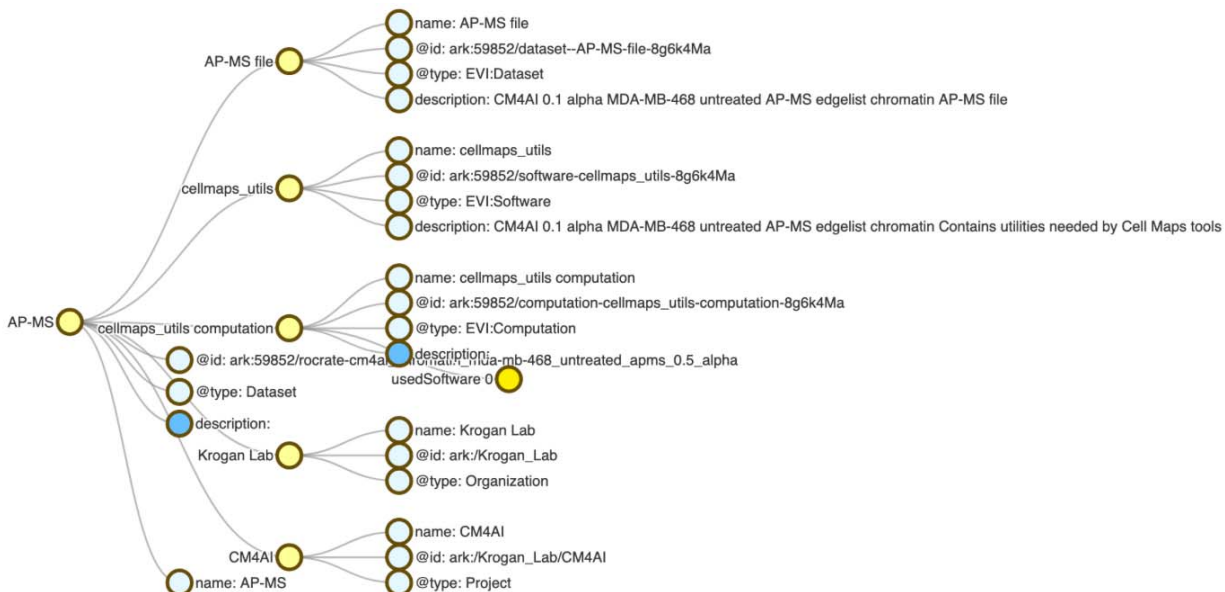 name: AP-MS file
@id: ark:59852/dataset--AP-MS-file-8g6k4Ma
AP-MS file
@type: EVI:Dataset
description: CM4AI 0.1 alpha MDA-MB-468 untreated AP-MS edgelist chromatin AP-MS file
name: cellmaps_utils
@id: ark:59852/software-cellmaps_utils-8g6k4Ma
cellmaps_utils
@type: EVI:Software
description: CM4AI 0.1 alpha MDA-MB-468 untreated AP-MS edgelist chromatin Contains utilities needed by Cell Maps tools
name: cellmaps_utils computation
@id: ark:59852/computation-cellmaps_utils-computation-8g6k4Ma
AP-MS
cellmaps_utils computation
@type: EVI:Computation
description:
@id: ark:59852/rocrate-cm4ai_mda-mb-468_untreated_apms_0.5_alpha
usedSoftware 0
@type: Dataset
description:
name: Krogan Lab
Krogan Lab
@id: ark:/Krogan_Lab
@type: Organization
name: CM4AI
CM4AI
@id: ark:/Krogan_Lab/CM4AI
name: AP-MS
@type: Project